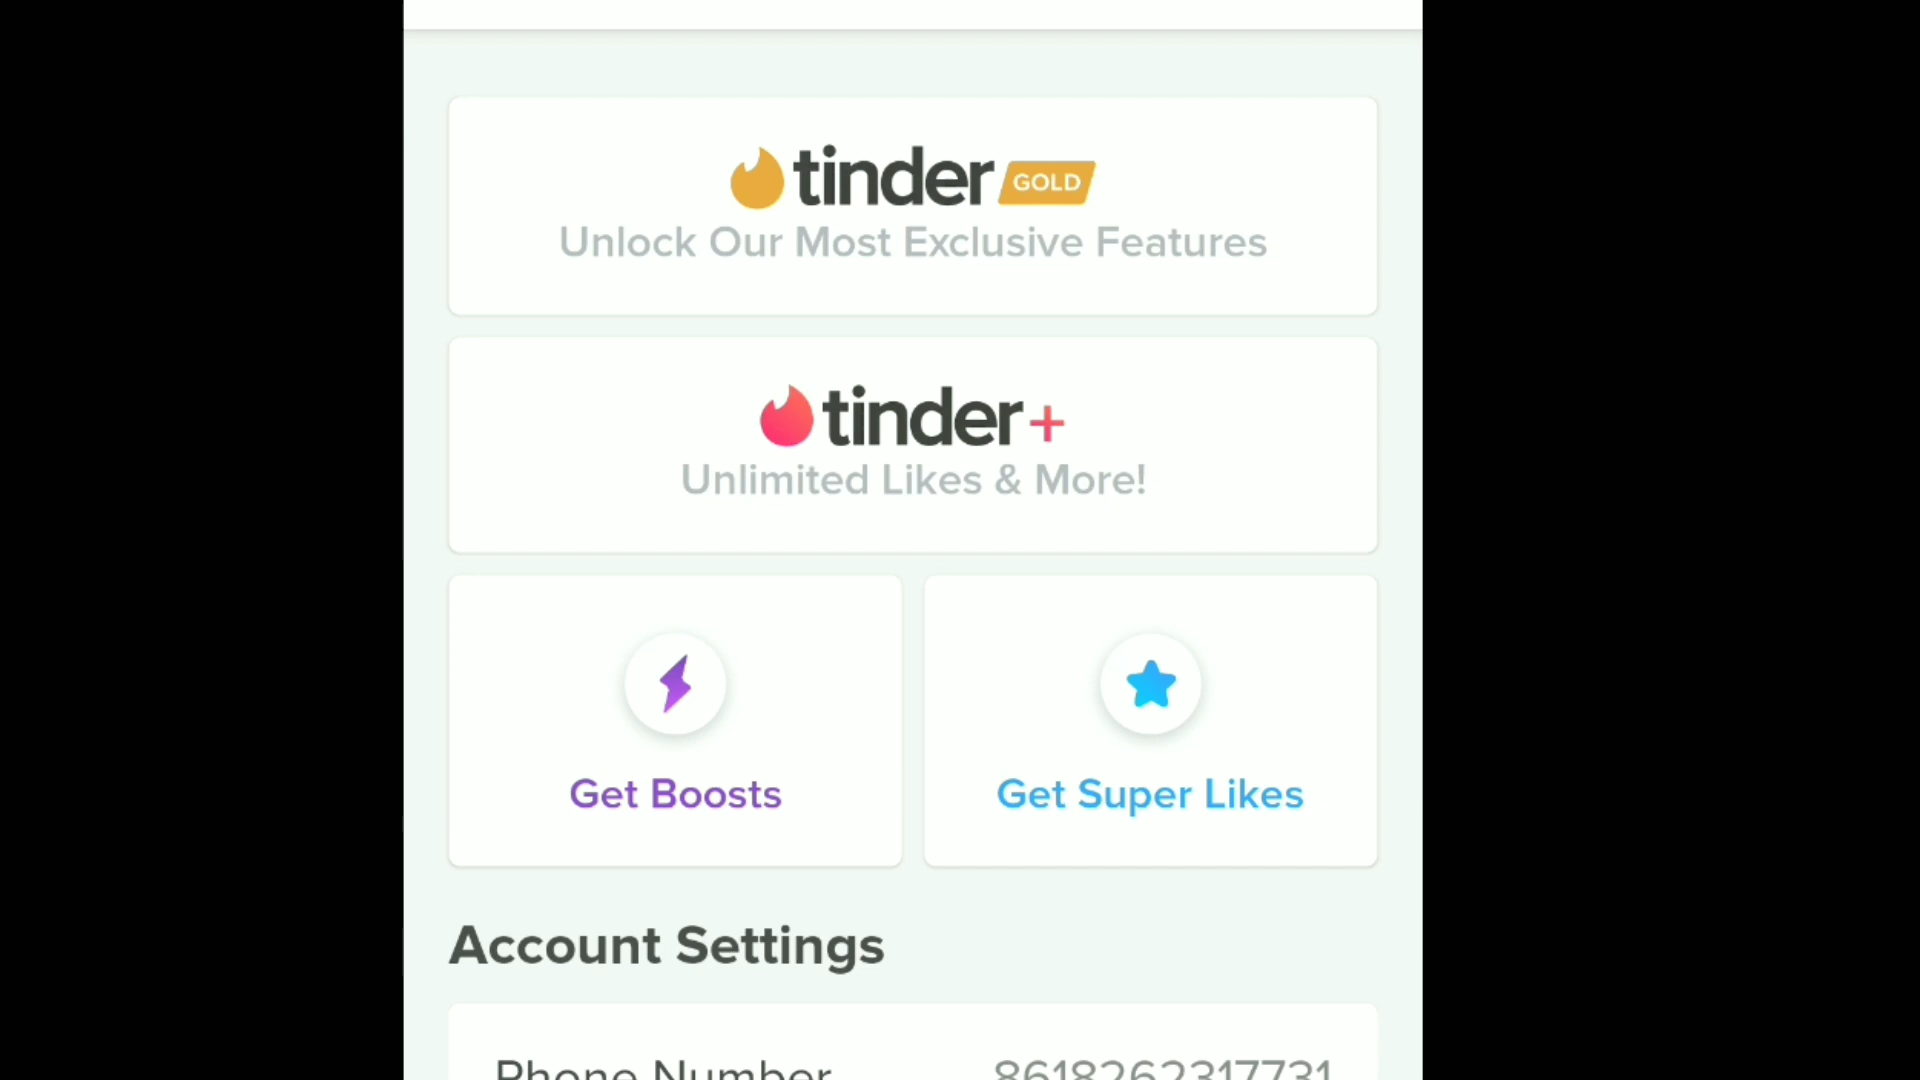 tinder GOLD
Unlock Our Most Exclusive Features
tinder+
Unlimited Likes & More!
Get Boosts
Get Super Likes
Account Settings
Phone Number 8618262317731